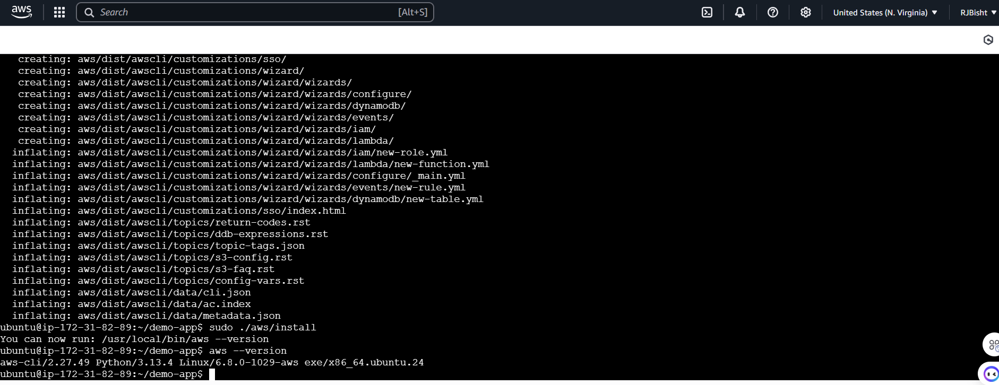 aws
Search [Alt+S]
United States (N. Virginia)
RJBisht
creating: aws/dist/awscli/customizations/sso/
creating: aws/dist/awscli/customizations/wizard/
creating: aws/dist/awscli/customizations/wizard/wizards/
creating: aws/dist/awscli/customizations/wizard/wizards/configure/
creating: aws/dist/awscli/customizations/wizard/wizards/dynamodb/
creating: aws/dist/awscli/customizations/wizard/wizards/events/
creating: aws/dist/awscli/customizations/wizard/wizards/iam/
creating: aws/dist/awscli/customizations/wizard/wizards/lambda/
inflating: aws/dist/awscli/customizations/wizard/wizards/iam/new-role.yml
inflating: aws/dist/awscli/customizations/wizard/wizards/lambda/new-function.yml
inflating: aws/dist/awscli/customizations/wizard/wizards/configure/_main.yml
inflating: aws/dist/awscli/customizations/wizard/wizards/events/new-rule.yml
inflating: aws/dist/awscli/customizations/wizard/wizards/dynamodb/new-table.yml
inflating: aws/dist/awscli/customizations/sso/index.html
inflating: aws/dist/awscli/topics/return-codes.rst
inflating: aws/dist/awscli/topics/ddb-expressions.rst
inflating: aws/dist/awscli/topics/topic-tags.json
inflating: aws/dist/awscli/topics/s3-config.rst
inflating: aws/dist/awscli/topics/s3-faq.rst
inflating: aws/dist/awscli/topics/config-vars.rst
inflating: aws/dist/awscli/data/cli.json
inflating: aws/dist/awscli/data/ac.index
inflating: aws/dist/awscli/data/metadata.json
ubuntu@ip-172-31-82-89:~/demo-app$ sudo ./aws/install
You can now run: /usr/local/bin/aws --version
ubuntu@ip-172-31-82-89:~/demo-app$ aws --version
aws-cli/2.27.49 Python/3.13.4 Linux/6.8.0-1029-aws exe/x86_64.ubuntu.24
ubuntu@ip-172-31-82-89:~/demo-app$